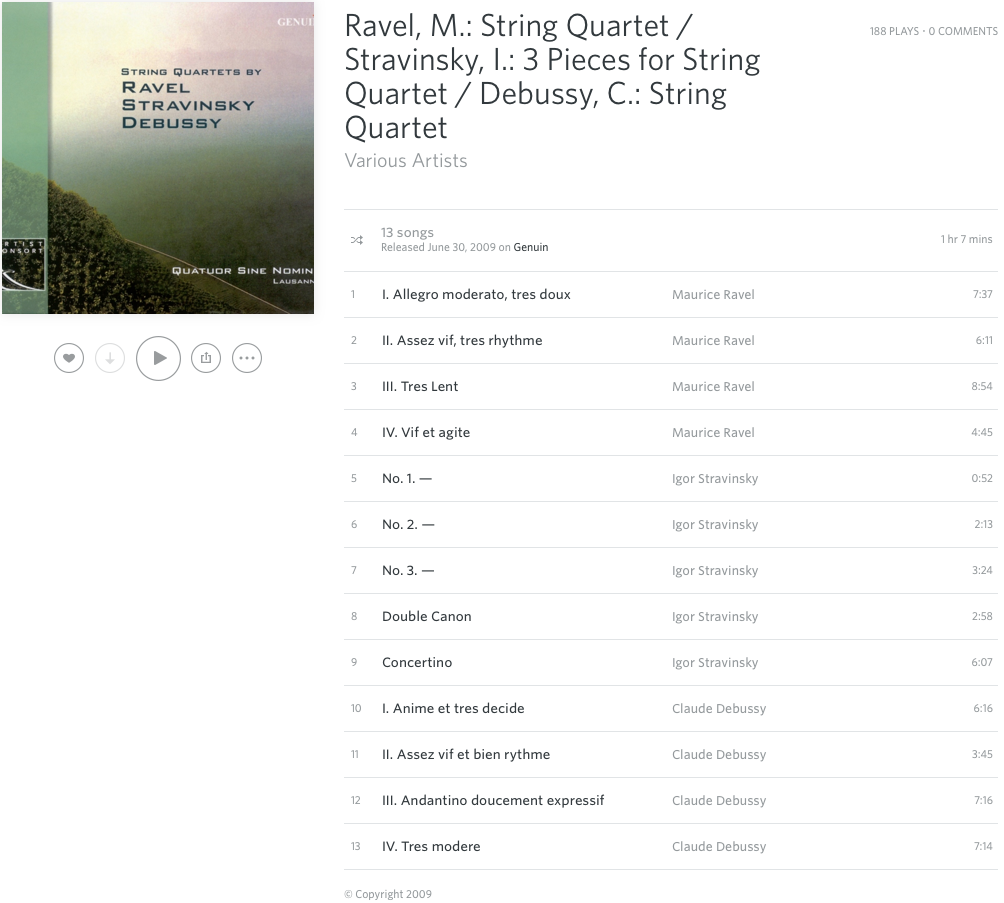 GENUI
STRING QUARTETS BY
RAVEL
STRAVINSKY
DEBUSSY
RTIST
ONSORT
QUATUOR SINE NOMIN
LAUSANN
Ravel, M.: String Quartet /
Stravinsky, I.: 3 Pieces for String
Quartet / Debussy, C.: String
Quartet
Various Artists
188 PLAYS · 0 COMMENTS
13 songs
Released June 30, 2009 on Genuin
1 hr 7 mins
1 I. Allegro moderato, tres doux Maurice Ravel 7:37
2 II. Assez vif, tres rhythme Maurice Ravel 6:11
3 III. Tres Lent Maurice Ravel 8:54
4 IV. Vif et agite Maurice Ravel 4:45
5 No. 1. — Igor Stravinsky 0:52
6 No. 2. — Igor Stravinsky 2:13
7 No. 3. — Igor Stravinsky 3:24
8 Double Canon Igor Stravinsky 2:58
9 Concertino Igor Stravinsky 6:07
10 I. Anime et tres decide Claude Debussy 6:16
11 II. Assez vif et bien rythme Claude Debussy 3:45
12 III. Andantino doucement expressif Claude Debussy 7:16
13 IV. Tres modere Claude Debussy 7:14
© Copyright 2009